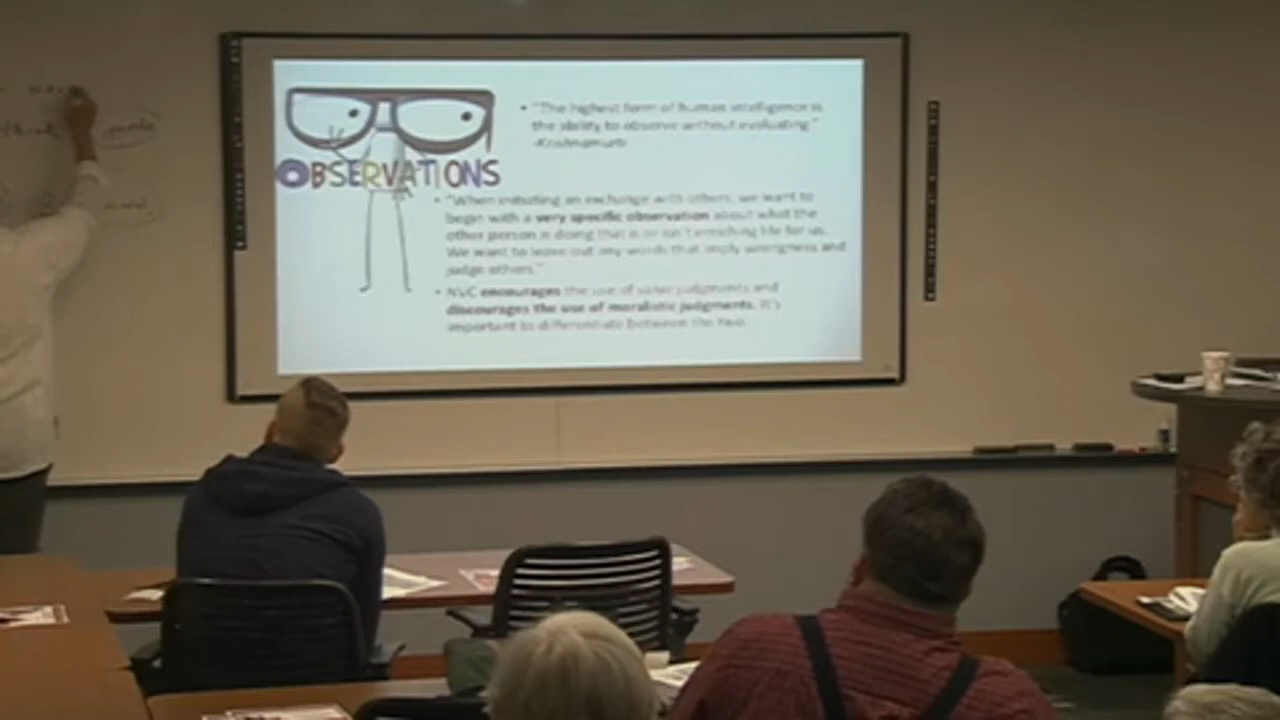 OBSERVATIONS
• "The highest form of human intelligence is
the ability to observe without evaluating."
-Krishnamurti
• "When initiating an exchange with others, we want to
begin with a very specific observation about what the
other person is doing that is or isn't enriching life for us.
We want to leave out any words that imply wrongness and
judge others."
• NVC encourages the use of value judgments and
discourages the use of moralistic judgments. It's
important to differentiate between the two.